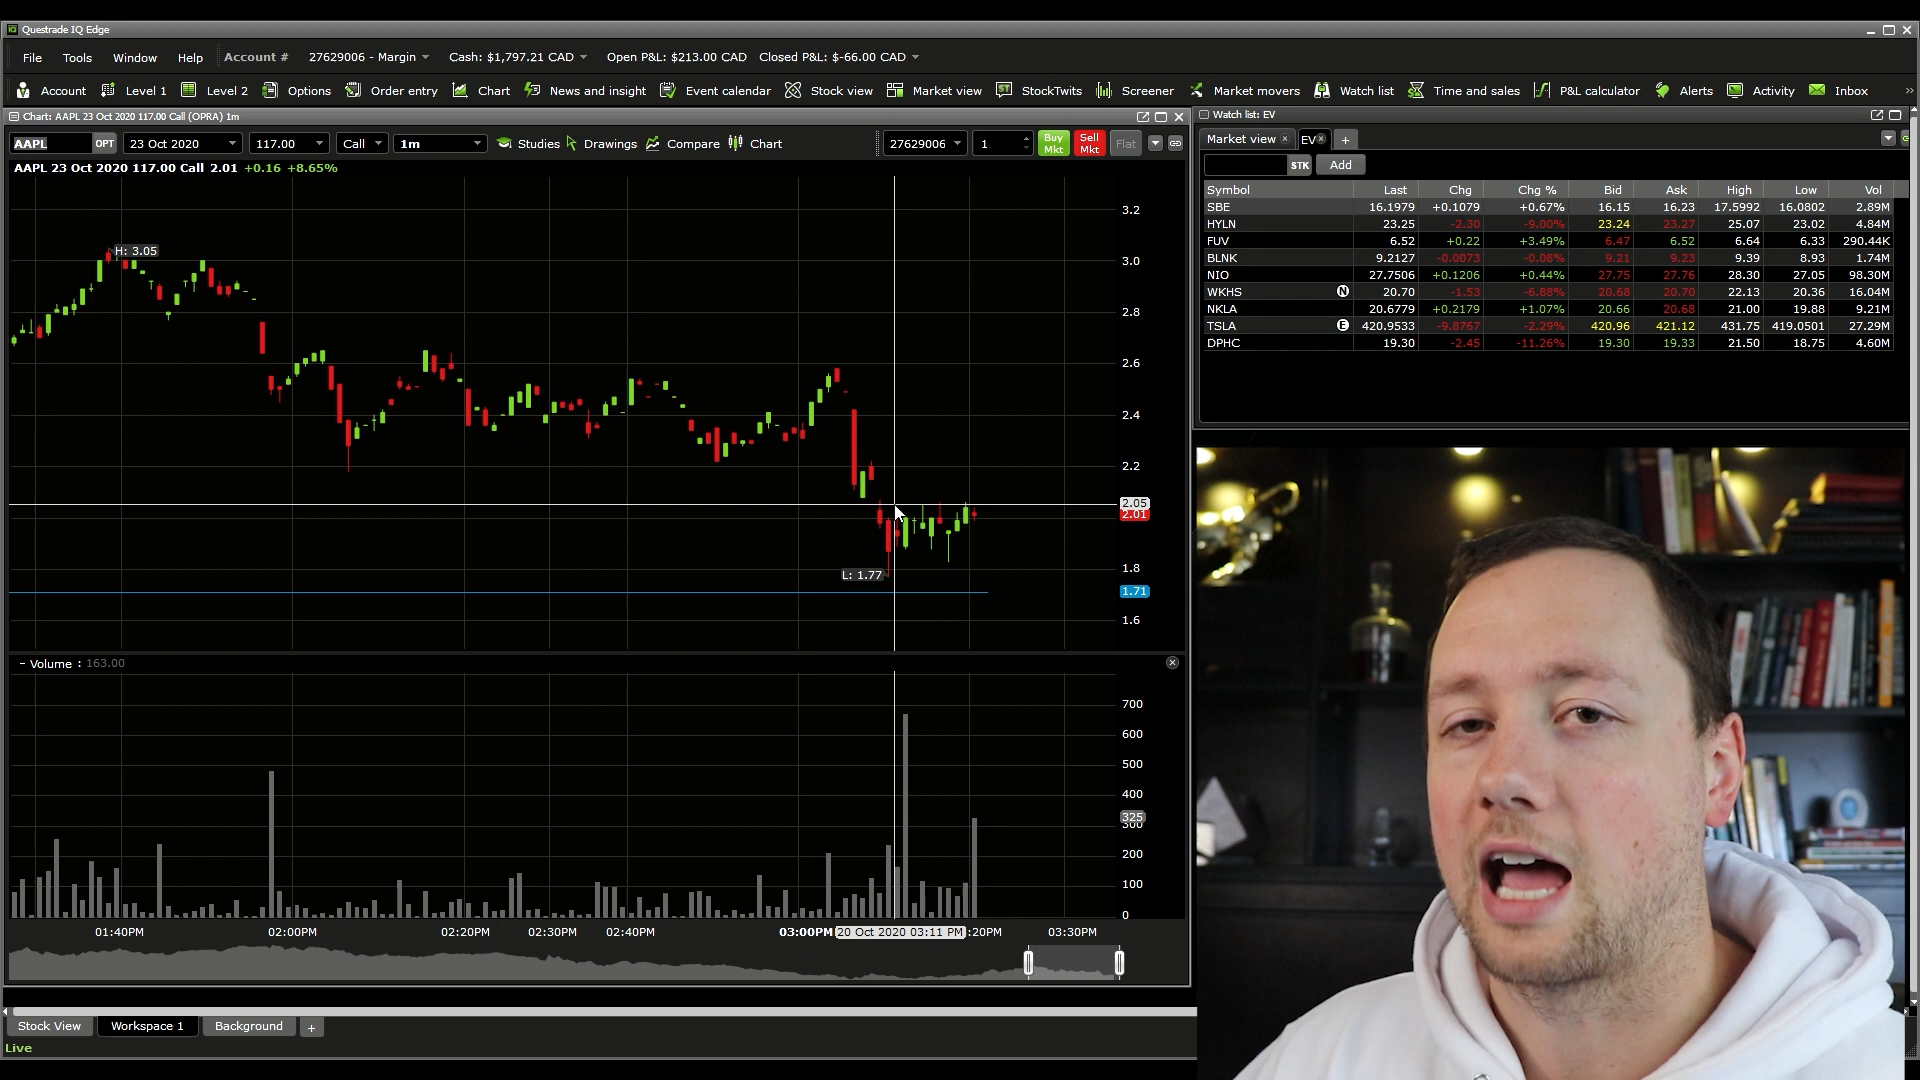 Questrade IQ Edge
File Tools Window Help Account # 27629006 - Margin Cash: $1,797.21 CAD Open P&L: $213.00 CAD Closed P&L: $-66.00 CAD
Account Level 1 Level 2 Options Order entry Chart News and insight Event calendar Stock view Market view StockTwits Screener Market movers Watch list Time and sales P&L calculator Alerts Activity Inbox
Chart: AAPL 23 Oct 2020 117.00 Call (OPRA) 1m
AAPL OPT 23 Oct 2020 117.00 Call 1m Studies Drawings Compare Chart 27629006 1 Buy Mkt Sell Mkt Flat
AAPL 23 Oct 2020 117.00 Call 2.01 +0.16 +8.65%
3.2
H: 3.05
3.0
2.8
2.6
2.4
2.2
2.05
2.01
L: 1.77
1.8
1.71
1.6
- Volume : 163.00
700
600
500
400
325
300
200
100
0
01:40PM 02:00PM 02:20PM 02:30PM 02:40PM 03:00PM 20 Oct 2020 03:11 PM :20PM 03:30PM
Stock View Workspace 1 Background +
Live
Watch list: EV
Market view EV +
STK Add
Symbol Last Chg Chg % Bid Ask High Low Vol
SBE 16.1979 +0.1079 +0.67% 16.15 16.23 17.5992 16.0802 2.89M
HYLN 23.25 -2.30 -9.00% 23.24 23.27 25.07 23.02 4.84M
FUV 6.52 +0.22 +3.49% 6.47 6.52 6.64 6.33 290.44K
BLNK 9.2127 -0.0073 -0.08% 9.21 9.23 9.39 8.93 1.74M
NIO 27.7506 +0.1206 +0.44% 27.75 27.76 28.30 27.05 98.30M
WKHS N 20.70 -1.53 -6.88% 20.68 20.70 22.13 20.36 16.04M
NKLA 20.6779 +0.2179 +1.07% 20.66 20.68 21.00 19.88 9.21M
TSLA E 420.9533 -9.8767 -2.29% 420.96 421.12 431.75 419.0501 27.29M
DPHC 19.30 -2.45 -11.26% 19.30 19.33 21.50 18.75 4.60M